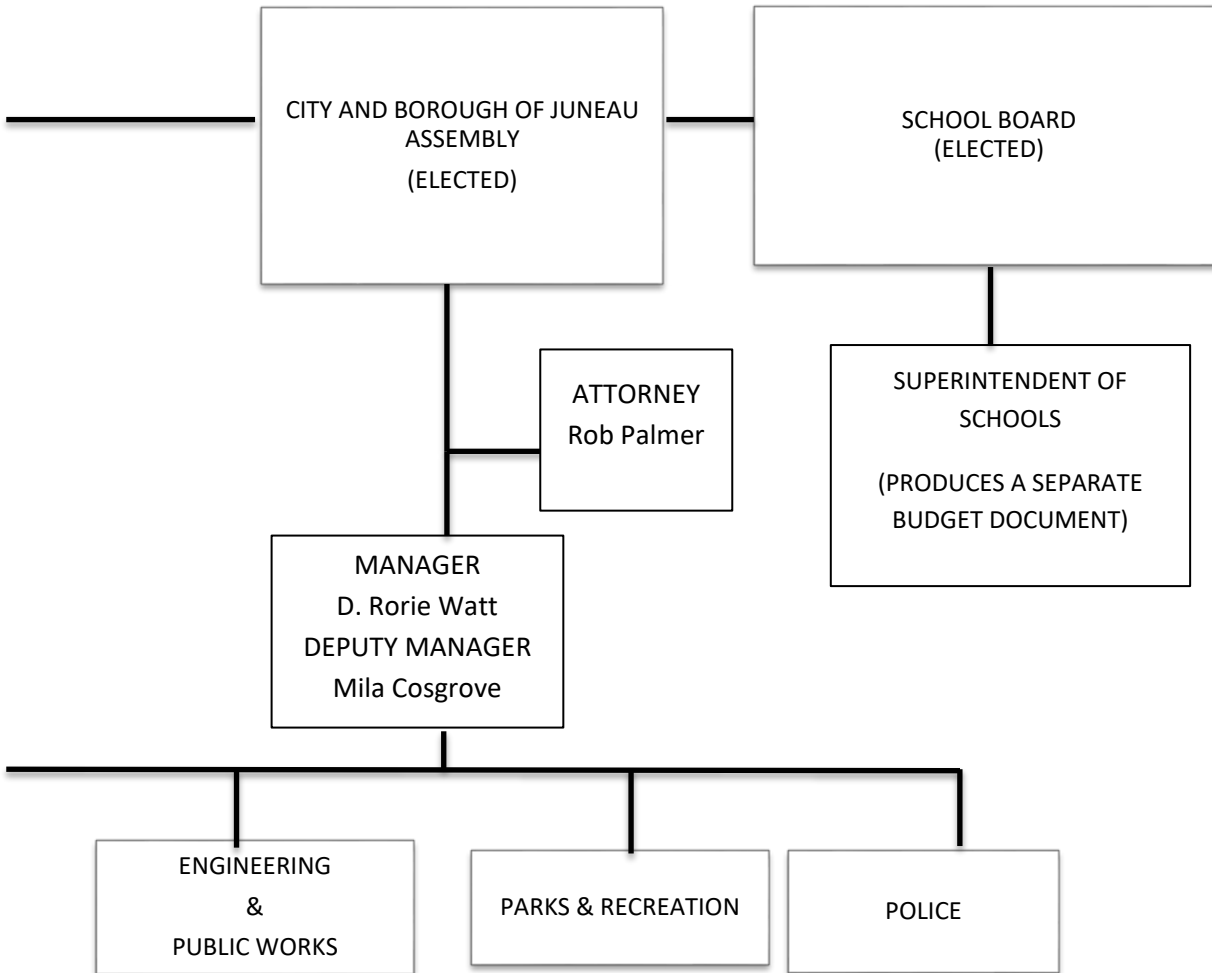 CITY AND BOROUGH OF JUNEAU
ASSEMBLY
(ELECTED)
SCHOOL BOARD
(ELECTED)
ATTORNEY
Rob Palmer
SUPERINTENDENT OF
SCHOOLS
(PRODUCES A SEPARATE
BUDGET DOCUMENT)
MANAGER
D. Rorie Watt
DEPUTY MANAGER
Mila Cosgrove
ENGINEERING
&
PUBLIC WORKS
PARKS & RECREATION
POLICE